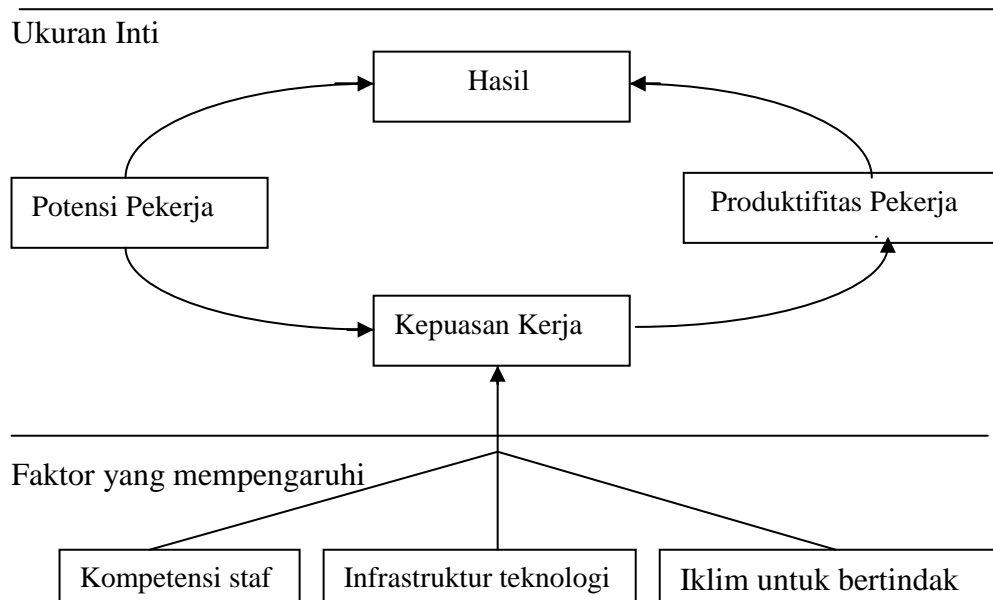 Ukuran Inti
Hasil
Potensi Pekerja
Produktifitas Pekerja
Kepuasan Kerja
Faktor yang mempengaruhi
Kompetensi staf
Infrastruktur teknologi
Iklim untuk bertindak